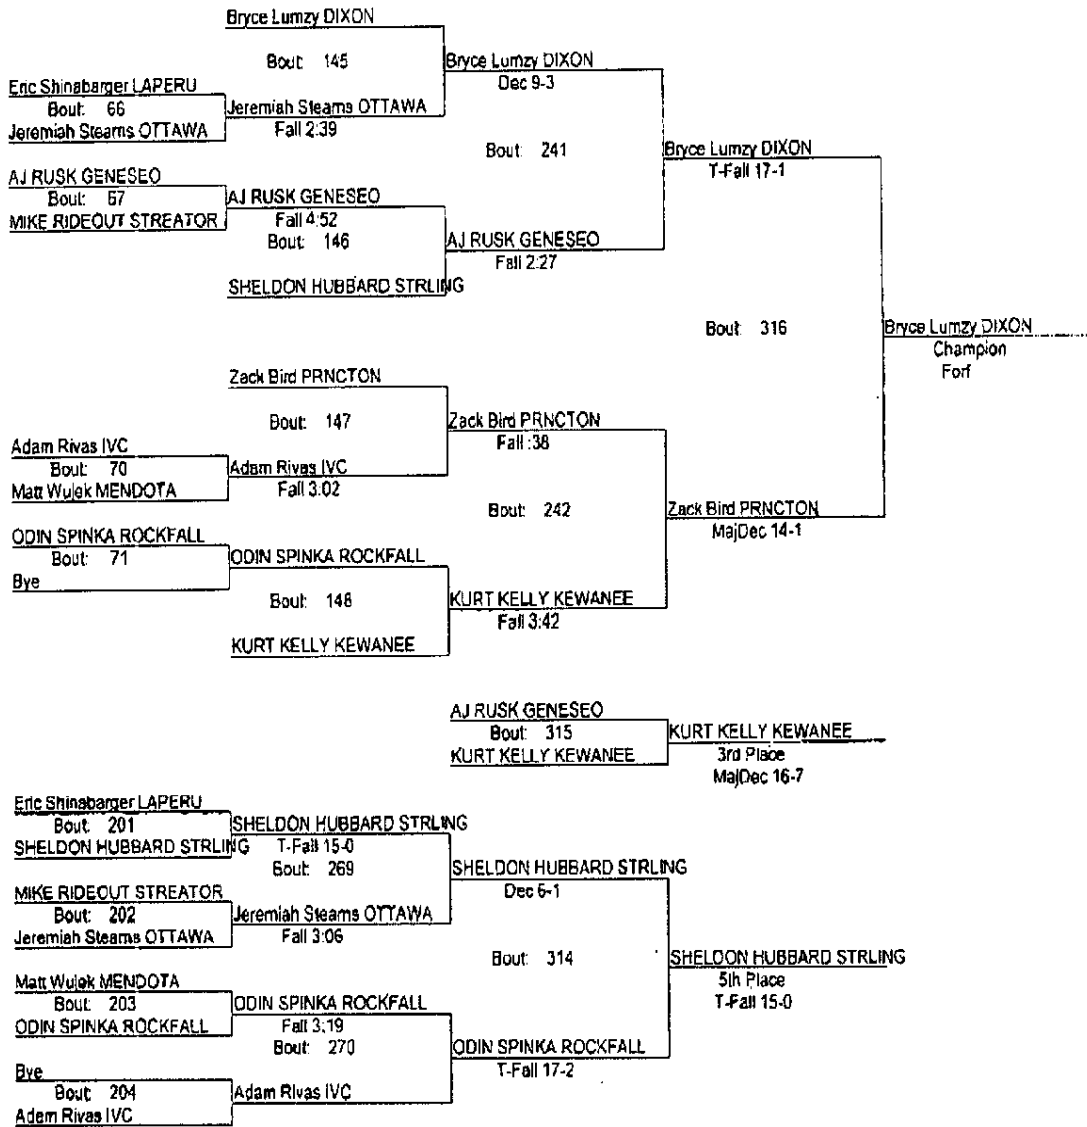 Bryce Lumzy DIXON
Bout: 145
Bryce Lumzy DIXON
Dec 9-3
Eric Shinabarger LAPERU
Bout: 66
Jeremiah Stearns OTTAWA
Jeremiah Stearns OTTAWA
Fall 2:39
Bout: 241
Bryce Lumzy DIXON
T-Fall 17-1
AJ RUSK GENESEO
Bout: 67
MIKE RIDEOUT STREATOR
AJ RUSK GENESEO
Fall 4:52
Bout: 146
AJ RUSK GENESEO
Fall 2:27
SHELDON HUBBARD STRLING
Bout: 316
Bryce Lumzy DIXON
Champion
Forf
Zack Bird PRNCTON
Bout: 147
Zack Bird PRNCTON
Fall :38
Adam Rivas IVC
Bout: 70
Matt Wujek MENDOTA
Adam Rivas IVC
Fall 3:02
Bout: 242
Zack Bird PRNCTON
MajDec 14-1
ODIN SPINKA ROCKFALL
Bout: 71
Bye
ODIN SPINKA ROCKFALL
Bout: 148
KURT KELLY KEWANEE
Fall 3:42
KURT KELLY KEWANEE
AJ RUSK GENESEO
Bout: 315
KURT KELLY KEWANEE
KURT KELLY KEWANEE
3rd Place
MajDec 16-7
Eric Shinabarger LAPERU
Bout: 201
SHELDON HUBBARD STRLING
SHELDON HUBBARD STRLING
T-Fall 15-0
Bout: 269
SHELDON HUBBARD STRLING
Dec 6-1
MIKE RIDEOUT STREATOR
Bout: 202
Jeremiah Stearns OTTAWA
Jeremiah Stearns OTTAWA
Fall 3:06
Bout: 314
SHELDON HUBBARD STRLING
5th Place
T-Fall 15-0
Matt Wujek MENDOTA
Bout: 203
ODIN SPINKA ROCKFALL
ODIN SPINKA ROCKFALL
Fall 3:19
Bout: 270
ODIN SPINKA ROCKFALL
T-Fall 17-2
Bye
Bout: 204
Adam Rivas IVC
Adam Rivas IVC